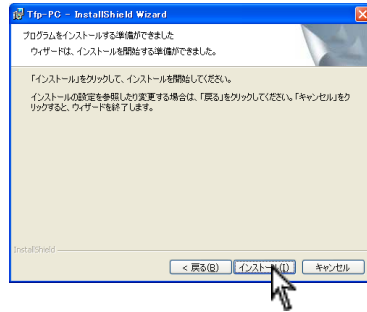 Tfp-PC - InstallShield Wizard
プログラムをインストールする準備ができました
ウィザードは、インストールを開始する準備ができました。
「インストール」をクリックして、インストールを開始してください。
インストールの設定を参照したり変更する場合は、「戻る」をクリックしてください。「キャンセル」をク
リックすると、ウィザードを終了します。
InstallShield
< 戻る(B)
インストール(I)
キャンセル